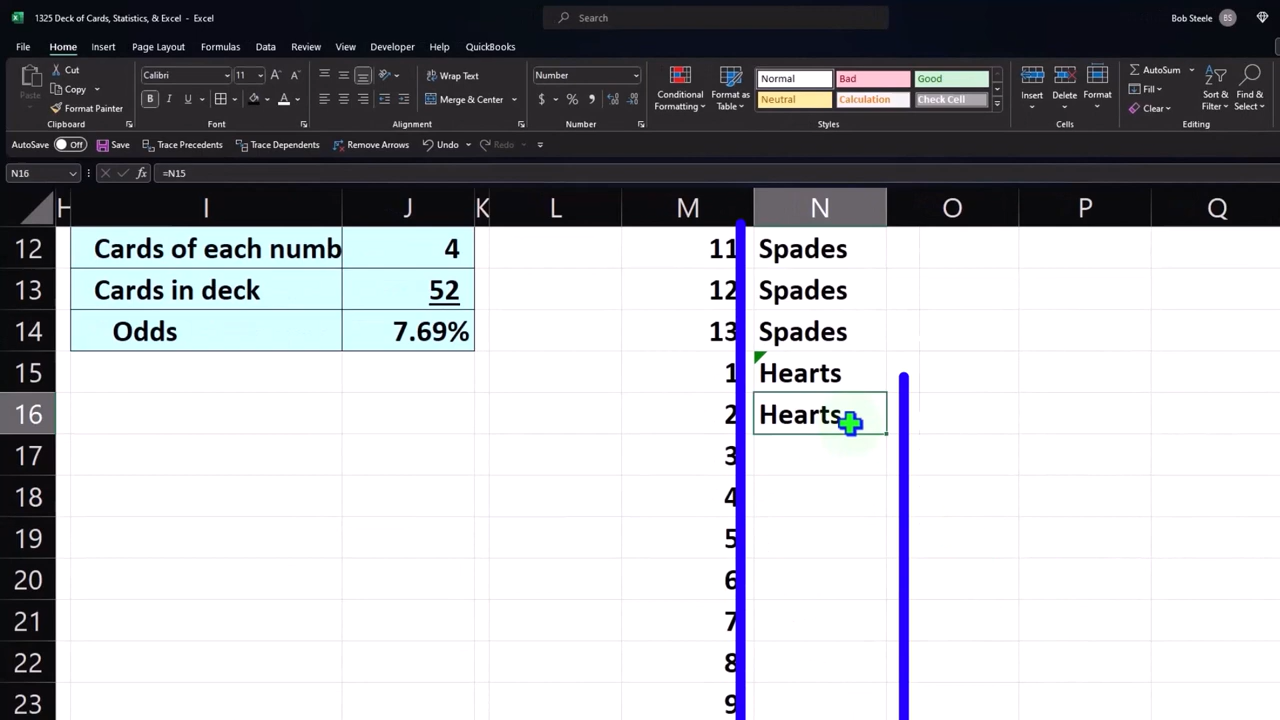 1325 Deck of Cards, Statistics, & Excel - Excel
Search
Bob Steele BS
File Home Insert Page Layout Formulas Data Review View Developer Help QuickBooks
Paste
Cut
Copy
Format Painter
Clipboard
Calibri 11
B I U
Font
Wrap Text
Merge & Center
Alignment
Number
$ %
Number
Conditional Formatting
Format as Table
Normal Bad Good
Neutral Calculation Check Cell
Styles
Insert Delete Format
Cells
AutoSum
Fill
Clear
Sort & Filter
Find & Select
Editing
AutoSave Off Save Trace Precedents Trace Dependents Remove Arrows Undo Redo
N16 fx =N15
H I J K L M N O P Q
12 Cards of each numb 4 11 Spades
13 Cards in deck 52 12 Spades
14 Odds 7.69% 13 Spades
15 1 Hearts
16 2 Hearts
17 3
18 4
19 5
20 6
21 7
22 8
23 9